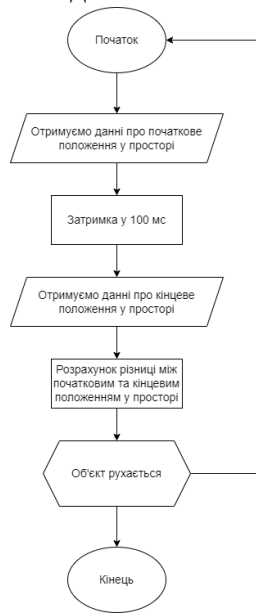 Початок
Отримуємо данні про початкове
положення у просторі
Затримка у 100 мс
Отримуємо данні про кінцеве
положення у просторі
Розрахунок різниці між
початковим та кінцевим
положенням у просторі
Об'єкт рухається
Кінець